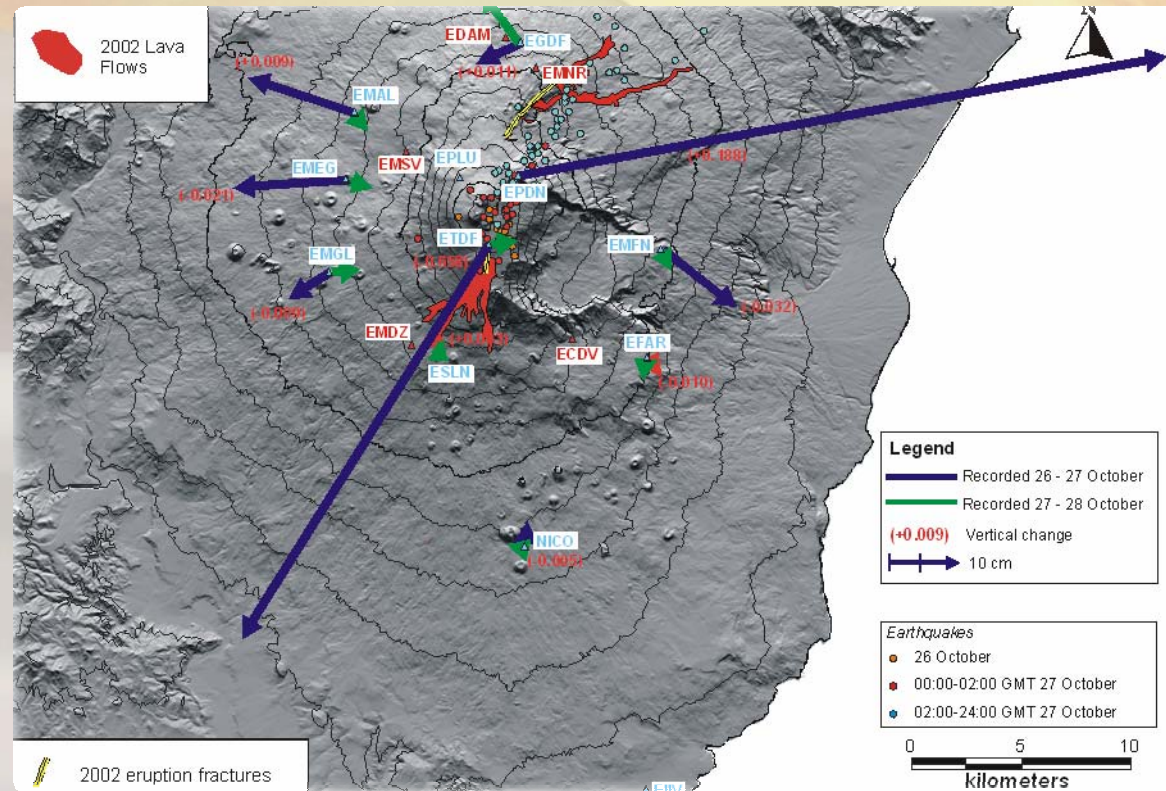 2002 Lava
Flows
EDAM
EGDF
N
(+0.009)
(+0.011)
EMNR
EMAL
(+0.188)
EMSV
EPLU
EMEG
EPDN
(-0.021)
ETDF
EMFN
EMGL
(-0.032)
EMDZ
ECDV
EFAR
ESLN
(-0.010)
NICO
(-0.005)
Legend
Recorded 26 - 27 October
Recorded 27 - 28 October
(+0.009) Vertical change
10 cm
Earthquakes
26 October
00:00-02:00 GMT 27 October
02:00-24:00 GMT 27 October
0 5 10
kilometers
2002 eruption fractures